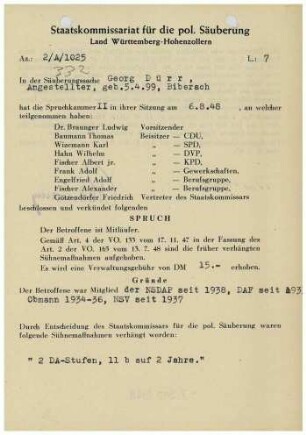 Staatskommissariat für die pol. Säuberung
Land Württemberg-Hohenzollern
Az.: 2/A/1025 L.: 7
332
In der Säuberungssache Georg Dürr,
Angestellter, geb.5.4.99, Biberach
hat die Spruchkammer II in ihrer Sitzung am 6.8.48 , an welcher
teilgenommen haben:
Dr. Braunger Ludwig Vorsitzender
Baumann Thomas Beisitzer — CDU,
Wizemann Karl „ — SPD,
Hahn Wilhelm „ — DVP,
Fischer Albert jr. „ — KPD,
Frank Adolf „ — Gewerkschaften,
Engelfried Adolf „ — Berufsgruppe,
Fischer Alexander „ — Berufsgruppe,
Götzendörfer Friedrich Vertreter des Staatskommissars
beschlossen und verkündet folgenden
SPRUCH
Der Betroffene ist Mitläufer.
Gemäß Art. 4 der VO. 133 vom 17. 11. 47 in der Fassung des
Art. 2 der VO. 165 vom 13. 7. 48 sind die früher verhängten
Sühnemaßnahmen aufgehoben.
Es wird eine Verwaltungsgebühr von DM 15.- erhoben.
Gründe
Der Betroffene war Mitglied der NSDAP seit 1938, DAF seit
Obmann 1934-36, NSV seit 1937
Durch Entscheidung des Staatskommissars für die pol. Säuberung waren
folgende Sühnemaßnahmen verhängt worden:
" 2 DA-Stufen, 11 b auf 2 Jahre."